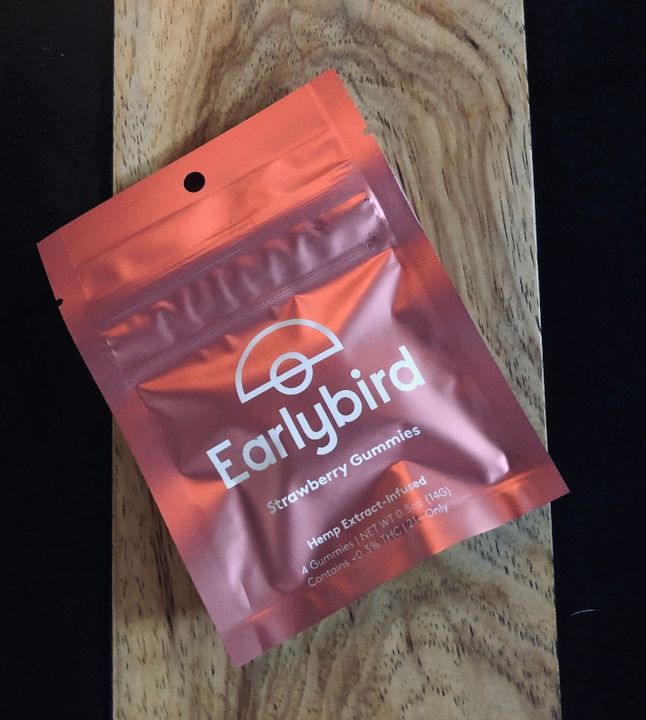 Earlybird
Strawberry Gummies
Hemp Extract-Infused
4 Gummies | NET WT 0.5oz (14G)
Contains <0.3% THC | 21+ Only